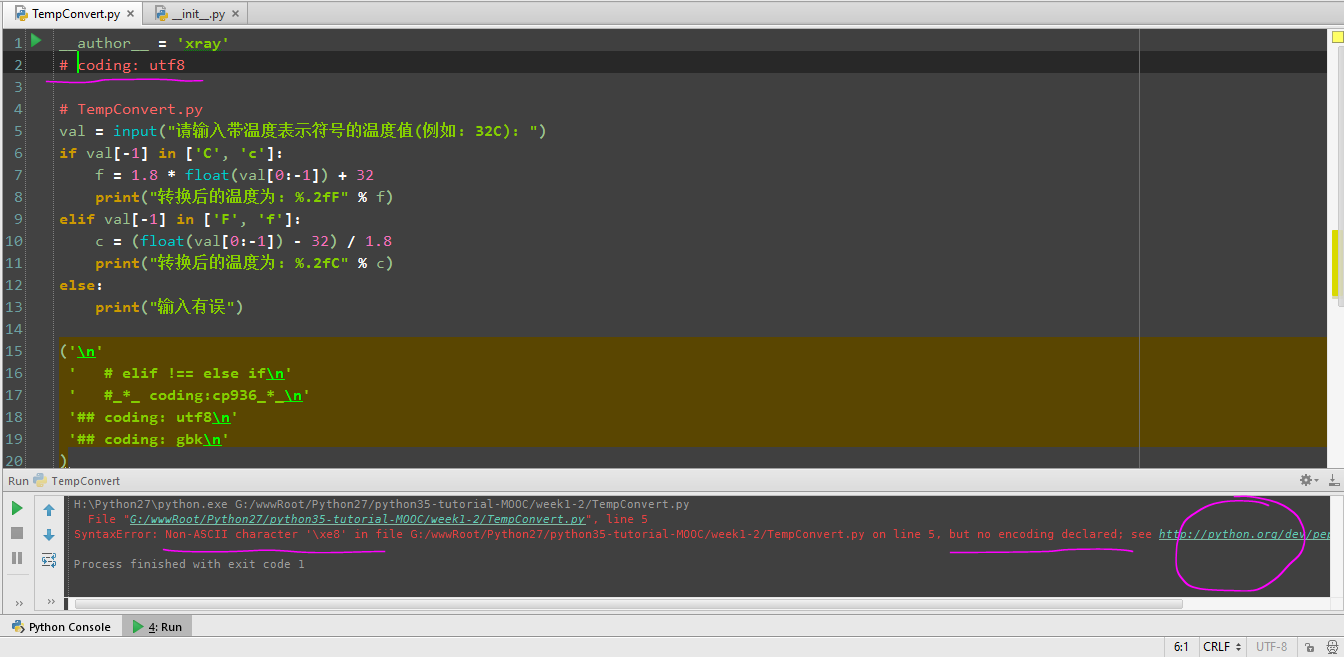 TempConvert.py × __init__.py ×
1 __author__ = 'xray'
2 # coding: utf8
3
4 # TempConvert.py
5 val = input("请输入带温度表示符号的温度值(例如: 32C): ")
6 if val[-1] in ['C', 'c']:
7 f = 1.8 * float(val[0:-1]) + 32
8 print("转换后的温度为: %.2fF" % f)
9 elif val[-1] in ['F', 'f']:
10 c = (float(val[0:-1]) - 32) / 1.8
11 print("转换后的温度为: %.2fC" % c)
12 else:
13 print("输入有误")
14
15 ('\n'
16 '   # elif !== else if\n'
17 '   #_*_ coding:cp936_*_\n'
18 '## coding: utf8\n'
19 '## coding: gbk\n'
20 )
Run TempConvert
H:\Python27\python.exe G:/wwwRoot/Python27/python35-tutorial-MOOC/week1-2/TempConvert.py
File "G:/wwwRoot/Python27/python35-tutorial-MOOC/week1-2/TempConvert.py", line 5
SyntaxError: Non-ASCII character '\xe8' in file G:/wwwRoot/Python27/python35-tutorial-MOOC/week1-2/TempConvert.py on line 5, but no encoding declared; see http://python.org/dev/pep
Process finished with exit code 1
Python Console 4: Run
6:1 CRLF UTF-8